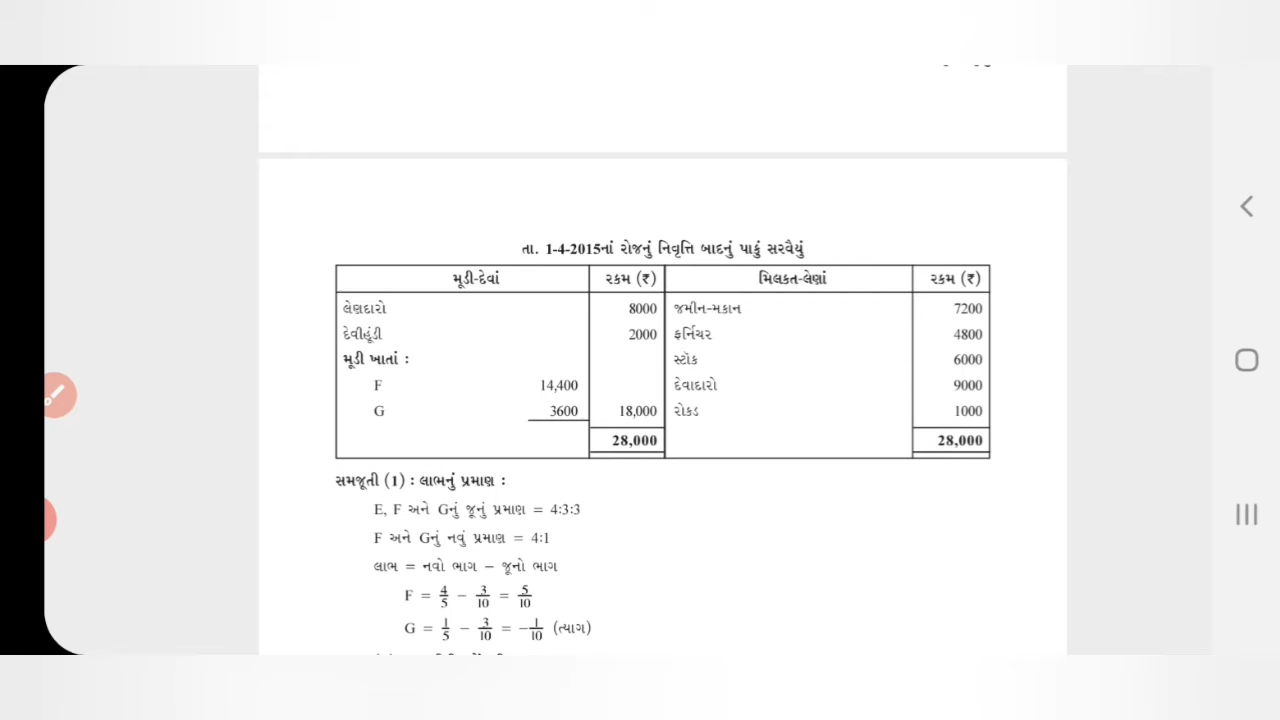 તા. 1-4-2015નાં રોજનું નિવૃત્તિ બાદનું પાકું સરવૈયું
મૂડી-દેવાં રકમ (₹) મિલકત-લેણાં રકમ (₹)
લેણદારો 8000 જમીન-મકાન 7200
દેવીહૂંડી 2000 ફર્નિચર 4800
મૂડી ખાતાં : સ્ટૉક 6000
F 14,400 દેવાદારો 9000
G 3600 18,000 રોકડ 1000
28,000 28,000
સમજૂતી (1) : લાભનું પ્રમાણ :
E, F અને Gનું જૂનું પ્રમાણ = 4:3:3
F અને Gનું નવું પ્રમાણ = 4:1
લાભ = નવો ભાગ − જૂનો ભાગ
F = 4/5 − 3/10 = 5/10
G = 1/5 − 3/10 = −1/10 (ત્યાગ)